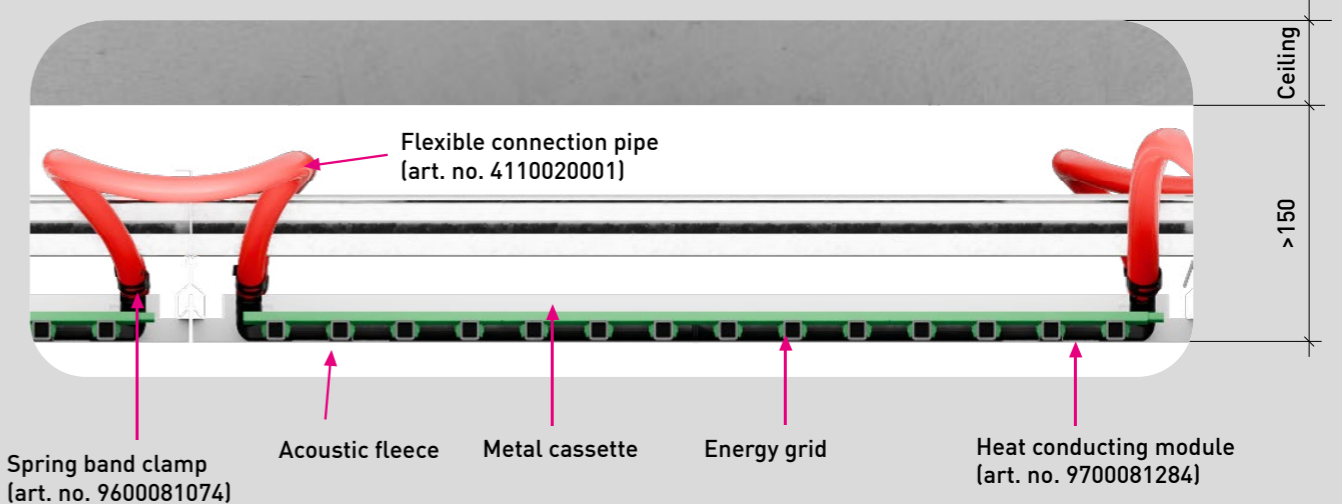 Ceiling
Flexible connection pipe
(art. no. 4110020001)
>150
Acoustic fleece
Metal cassette
Energy grid
Heat conducting module
(art. no. 9700081284)
Spring band clamp
(art. no. 9600081074)